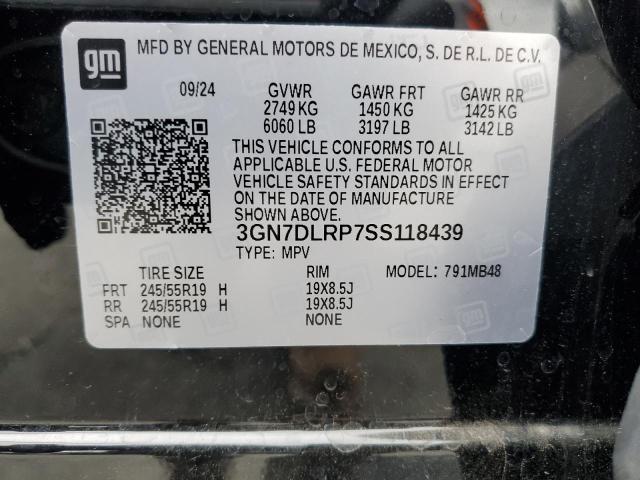 gm
MFD BY GENERAL MOTORS DE MEXICO, S. DE R.L. DE C.V.
09/24 GVWR GAWR FRT GAWR RR
2749 KG 1450 KG 1425 KG
6060 LB 3197 LB 3142 LB
THIS VEHICLE CONFORMS TO ALL
APPLICABLE U.S. FEDERAL MOTOR
VEHICLE SAFETY STANDARDS IN EFFECT
ON THE DATE OF MANUFACTURE
SHOWN ABOVE.
3GN7DLRP7SS118439
TYPE: MPV
TIRE SIZE RIM MODEL: 791MB48
FRT 245/55R19 H 19X8.5J
RR 245/55R19 H 19X8.5J
SPA NONE NONE